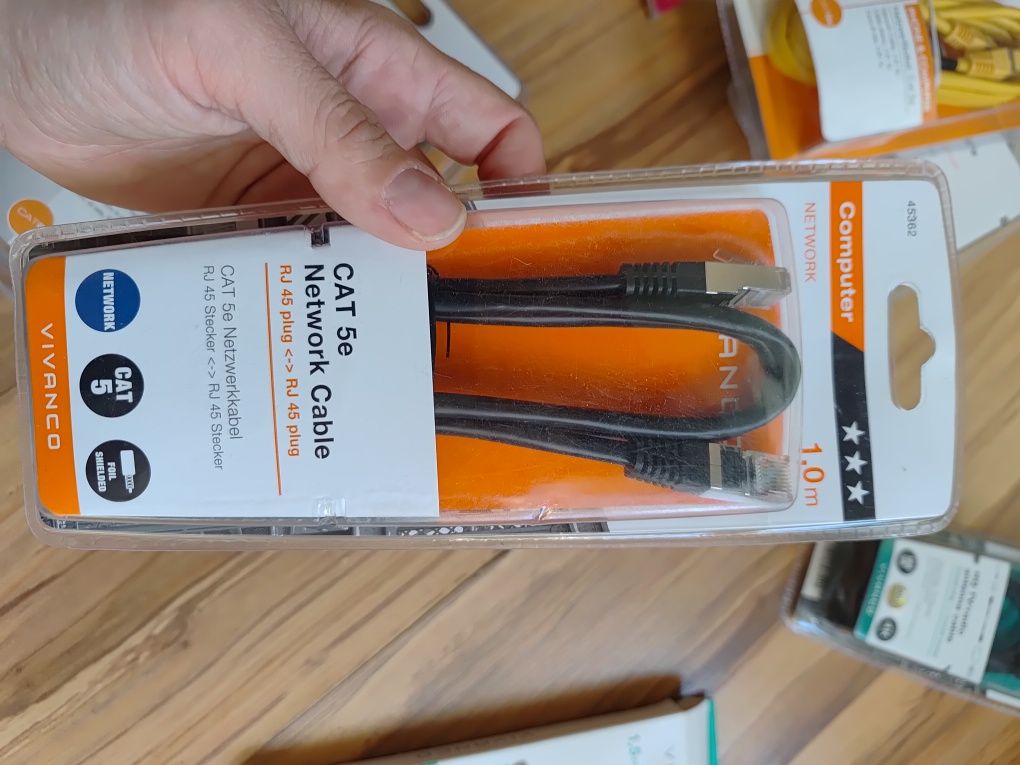 45362
Computer
NETWORK
1.0 m
CAT 5e
Network Cable
RJ 45 plug <-> RJ 45 plug
CAT 5e Netzwerkkabel
RJ 45 Stecker <-> RJ 45 Stecker
NETWORK
CAT
5
FOIL
SHIELDED
VIVANCO